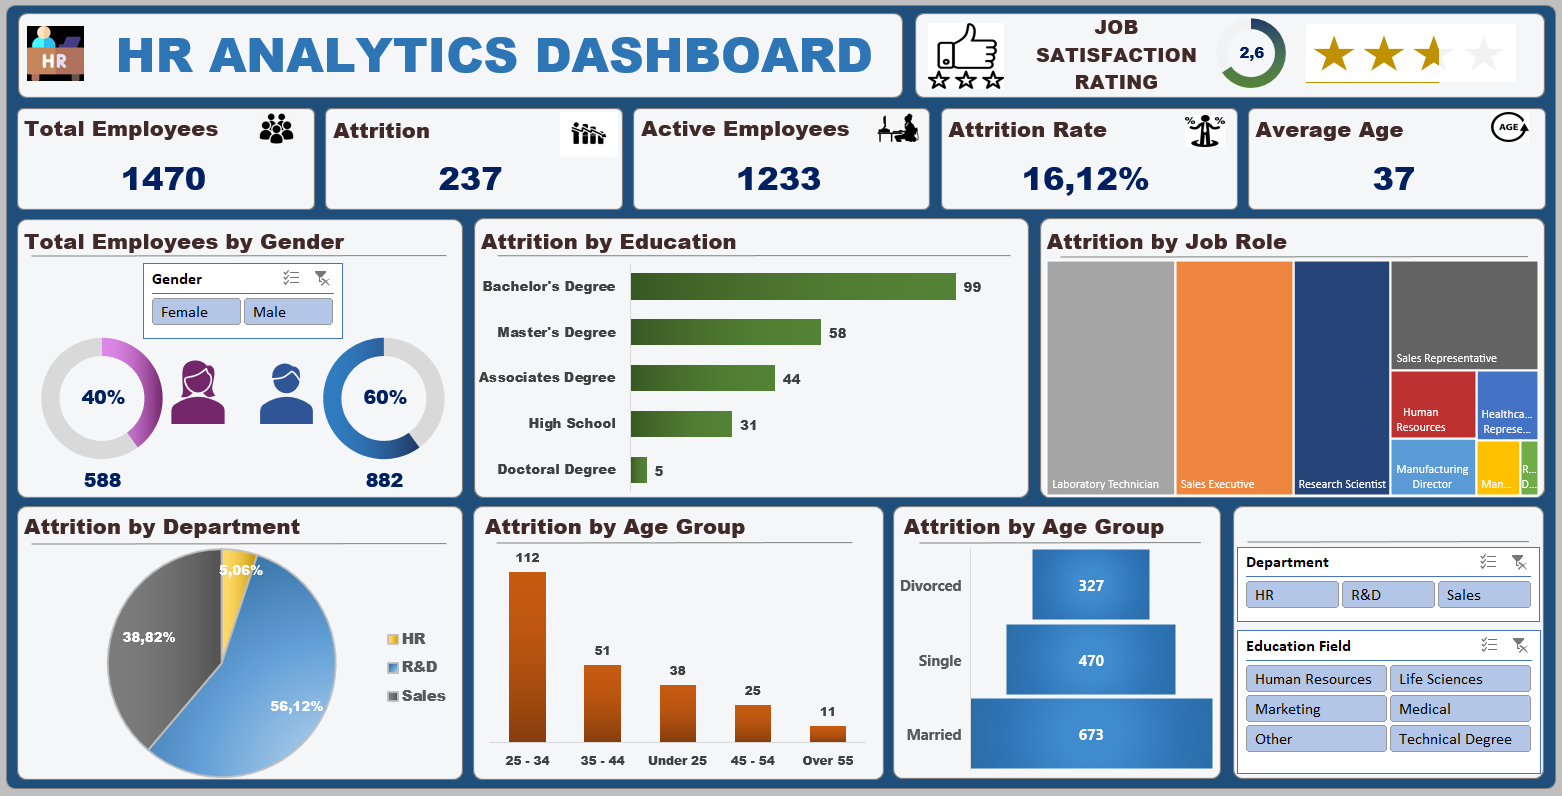 HR
HR ANALYTICS DASHBOARD
JOB
SATISFACTION
RATING
2,6
Total Employees
1470
Attrition
237
Active Employees
1233
Attrition Rate
% %
16,12%
Average Age
AGE
37
Total Employees by Gender
Gender
Female
Male
40%
60%
588
882
Attrition by Education
Bachelor's Degree
99
Master's Degree
58
Associates Degree
44
High School
31
Doctoral Degree
5
Attrition by Job Role
Laboratory Technician
Sales Executive
Research Scientist
Sales Representative
Human
Resources
Healthca...
Represe...
Manufacturing
Director
Man...
R...
D...
Attrition by Department
5,06%
38,82%
56,12%
HR
R&D
Sales
Attrition by Age Group
112
51
38
25
11
25 - 34
35 - 44
Under 25
45 - 54
Over 55
Attrition by Age Group
Divorced
327
Single
470
Married
673
Department
HR
R&D
Sales
Education Field
Human Resources
Life Sciences
Marketing
Medical
Other
Technical Degree